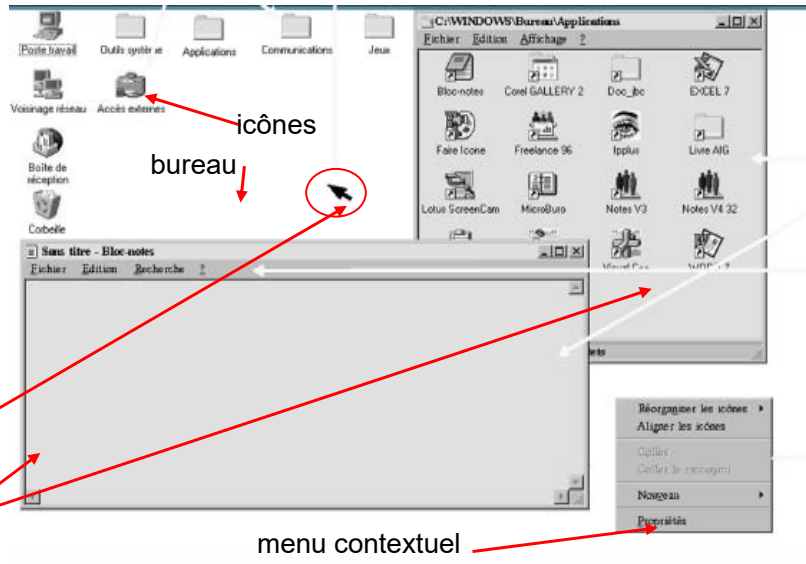 Poste travail
Outils système
Applications
Communications
Jeux
Voisinage réseau
Accès externes
Boîte de réception
Corbeille
icônes
bureau
C:\WINDOWS\Bureau\Applications
Fichier Edition Affichage ?
Bloc-notes
Corel GALLERY 2
Doc_jbc
EXCEL 7
Faire Icone
Freelance 96
Ipplus
Livre AIG
Lotus ScreenCam
MicroBuro
Notes V3
Notes V4 32
Sans titre - Bloc-notes
Fichier Edition Recherche ?
Réorganiser les icônes
Aligner les icônes
Coller
Coller le raccourci
Nouveau
Propriétés
menu contextuel